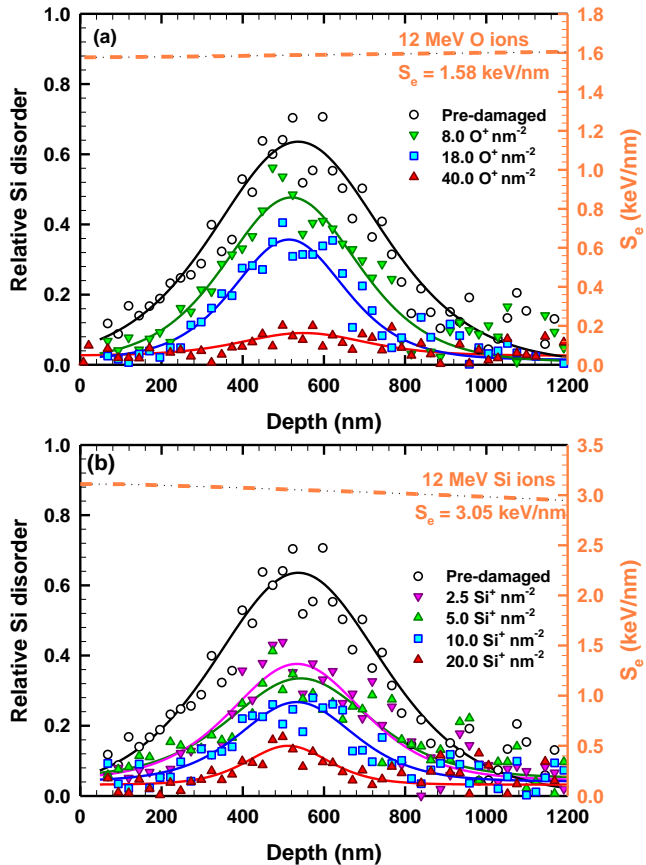 (a)
12 MeV O ions
S_e = 1.58 keV/nm
Pre-damaged
8.0 O⁺ nm⁻²
18.0 O⁺ nm⁻²
40.0 O⁺ nm⁻²
Relative Si disorder
1.0
0.8
0.6
0.4
0.2
0.0
S_e (keV/nm)
1.8
1.6
1.4
1.2
1.0
0.8
0.6
0.4
0.2
0.0
0 200 400 600 800 1000 1200
Depth (nm)
(b)
12 MeV Si ions
S_e = 3.05 keV/nm
Pre-damaged
2.5 Si⁺ nm⁻²
5.0 Si⁺ nm⁻²
10.0 Si⁺ nm⁻²
20.0 Si⁺ nm⁻²
Relative Si disorder
1.0
0.8
0.6
0.4
0.2
0.0
S_e (keV/nm)
3.5
3.0
2.5
2.0
1.5
1.0
0.5
0.0
0 200 400 600 800 1000 1200
Depth (nm)